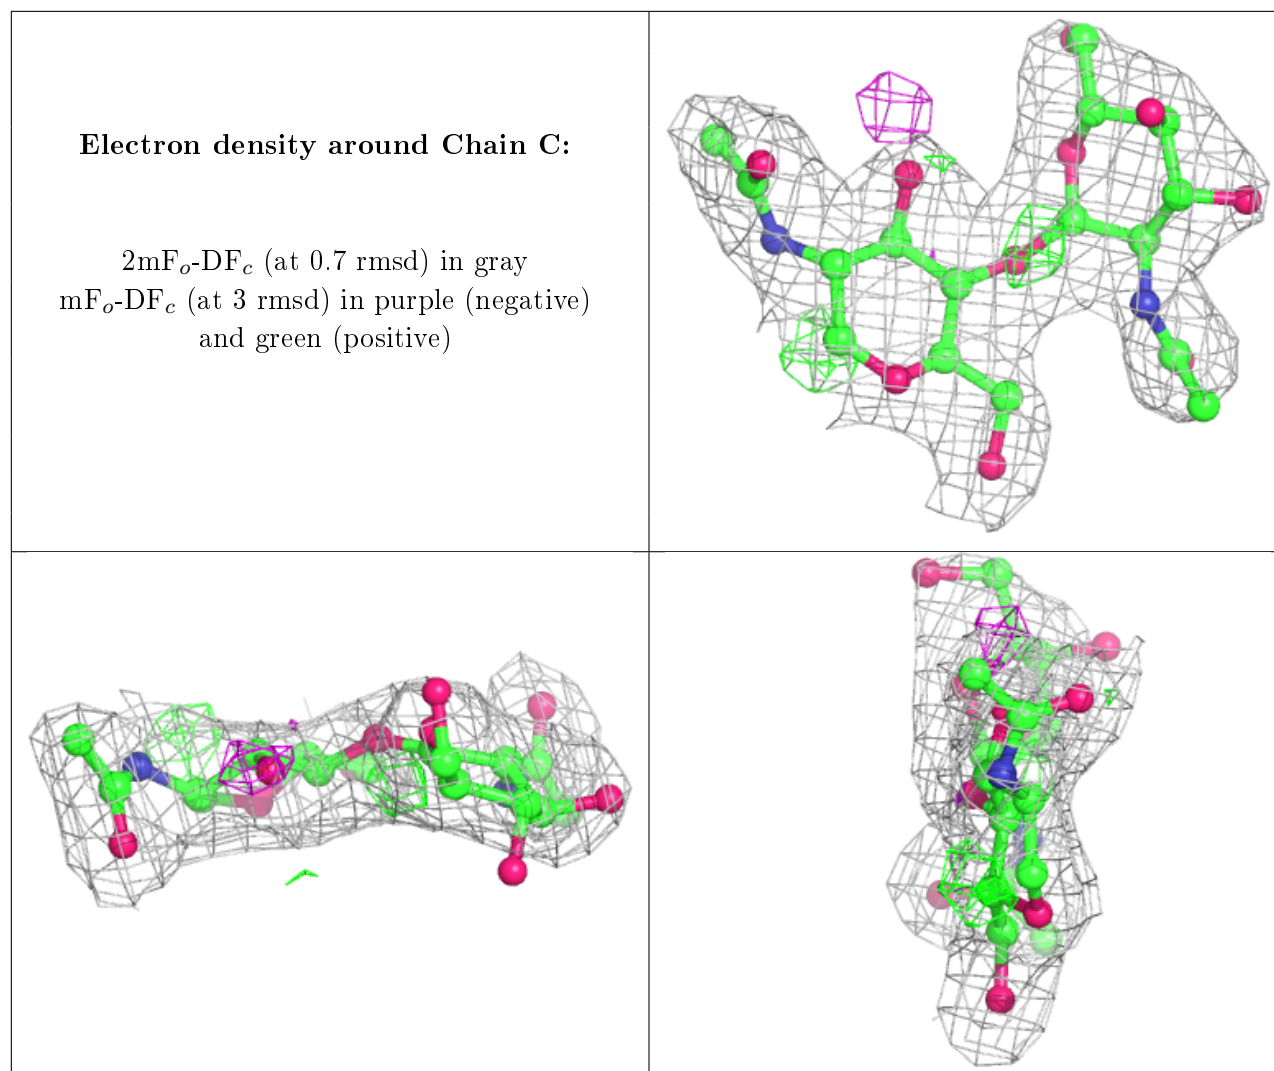 Electron density around Chain C:
2mFₒ-DF𝒸 (at 0.7 rmsd) in gray
mFₒ-DF𝒸 (at 3 rmsd) in purple (negative)
and green (positive)